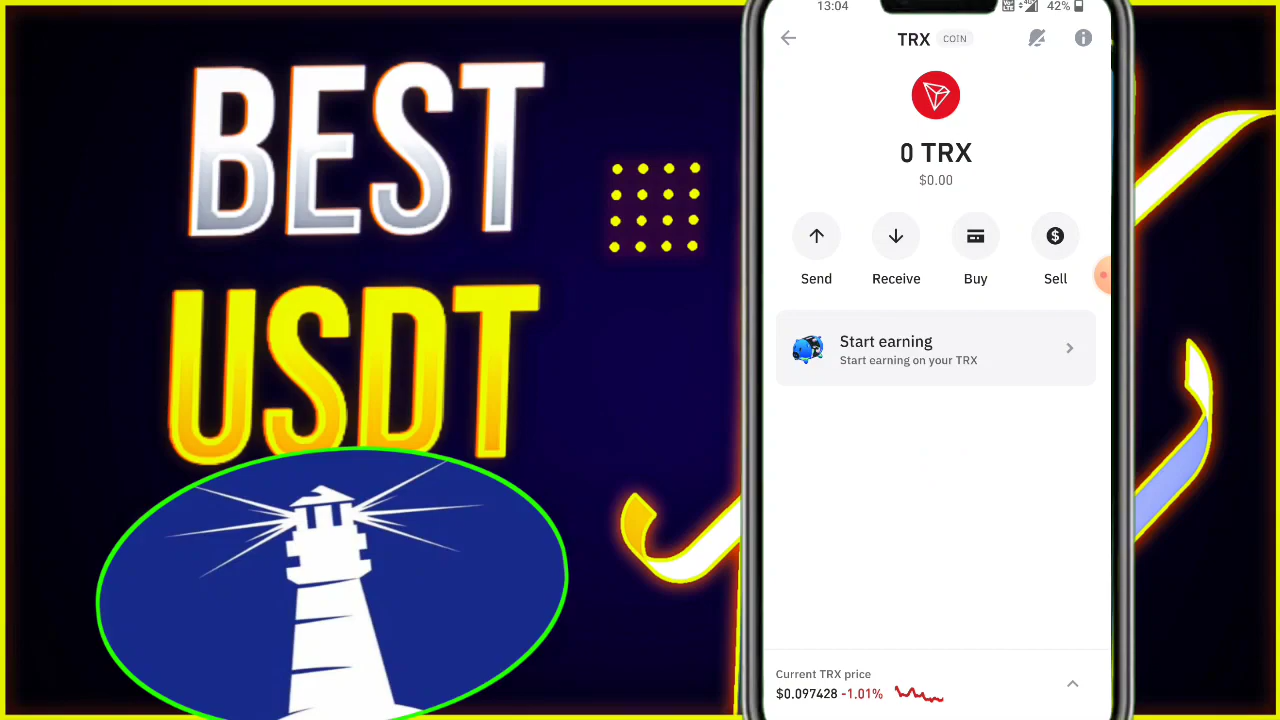 BEST
USDT
13:04
42%
TRX COIN
0 TRX
$0.00
Send Receive Buy Sell
Start earning
Start earning on your TRX
Current TRX price
$0.097428 -1.01%